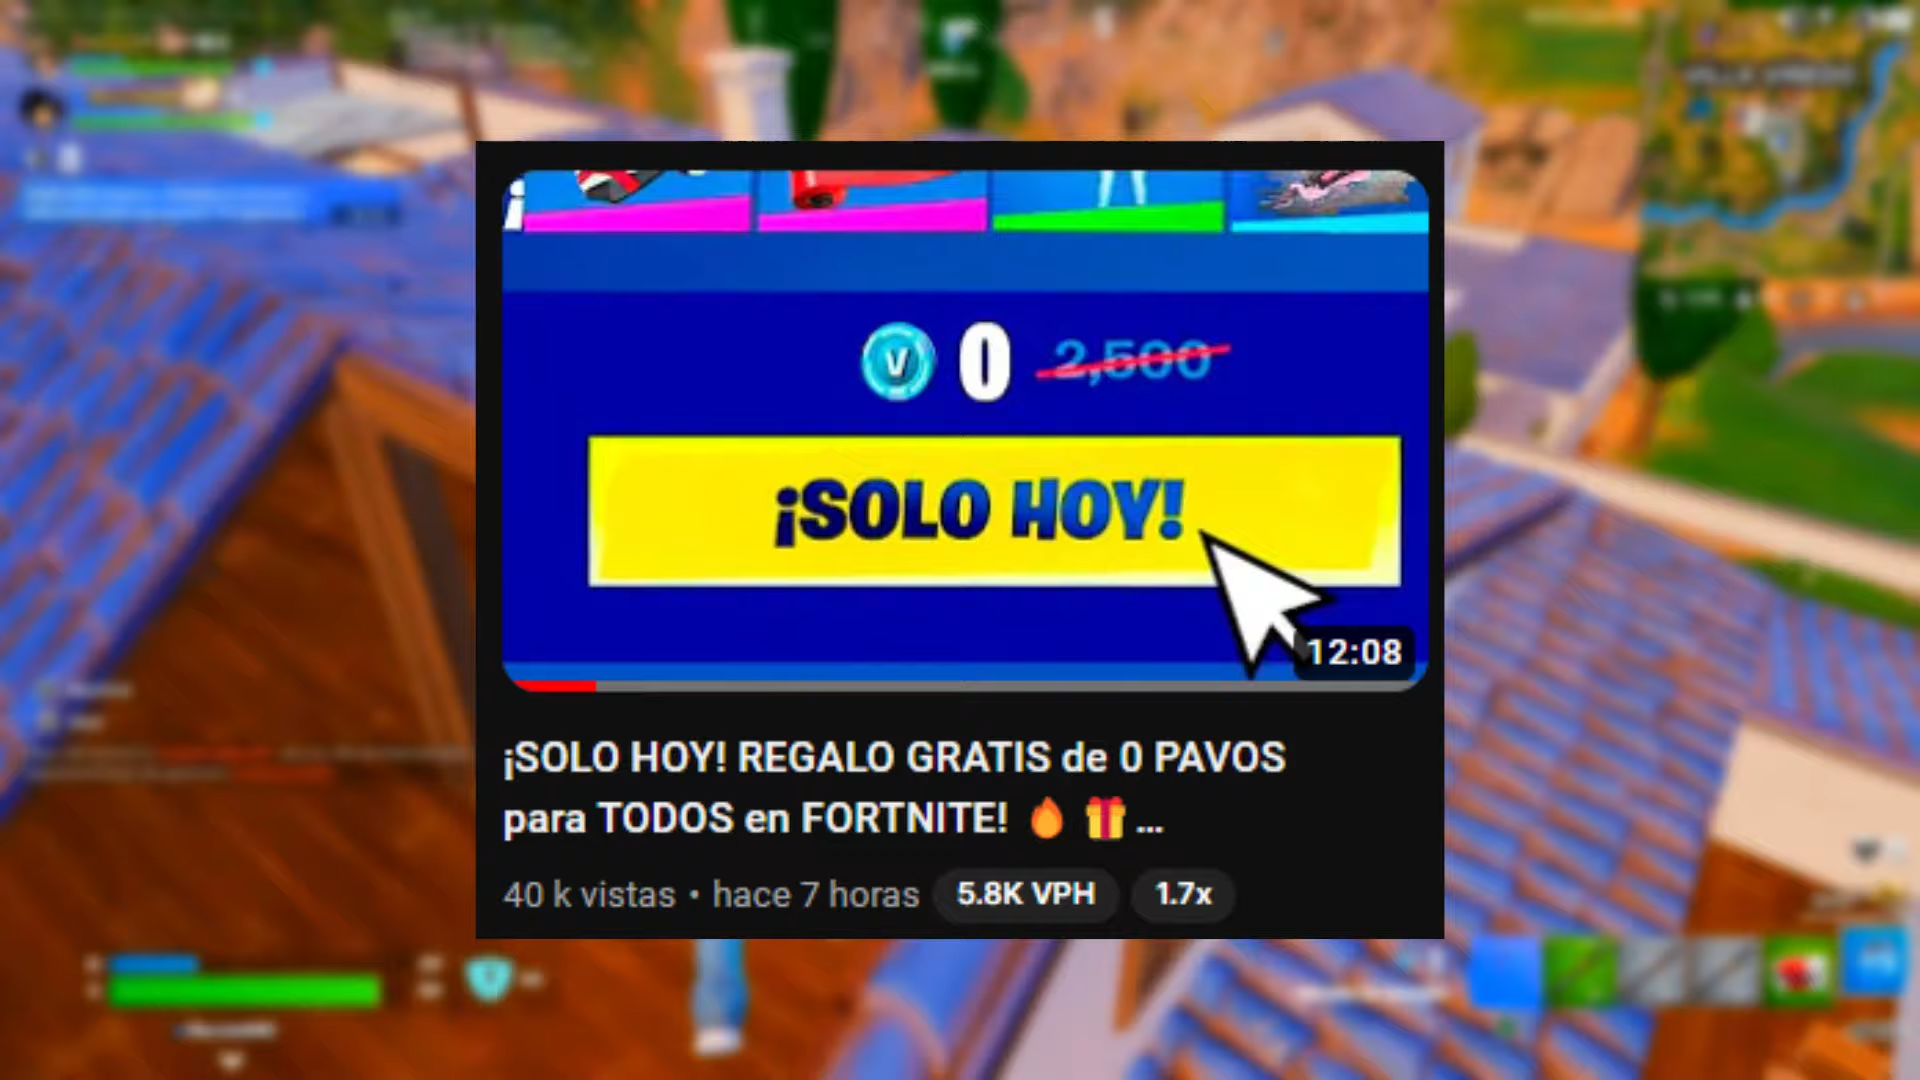 V 0 2,500
¡SOLO HOY!
12:08
¡SOLO HOY! REGALO GRATIS de 0 PAVOS
para TODOS en FORTNITE! 🔥 🎁 ...
40 k vistas • hace 7 horas 5.8K VPH 1.7x